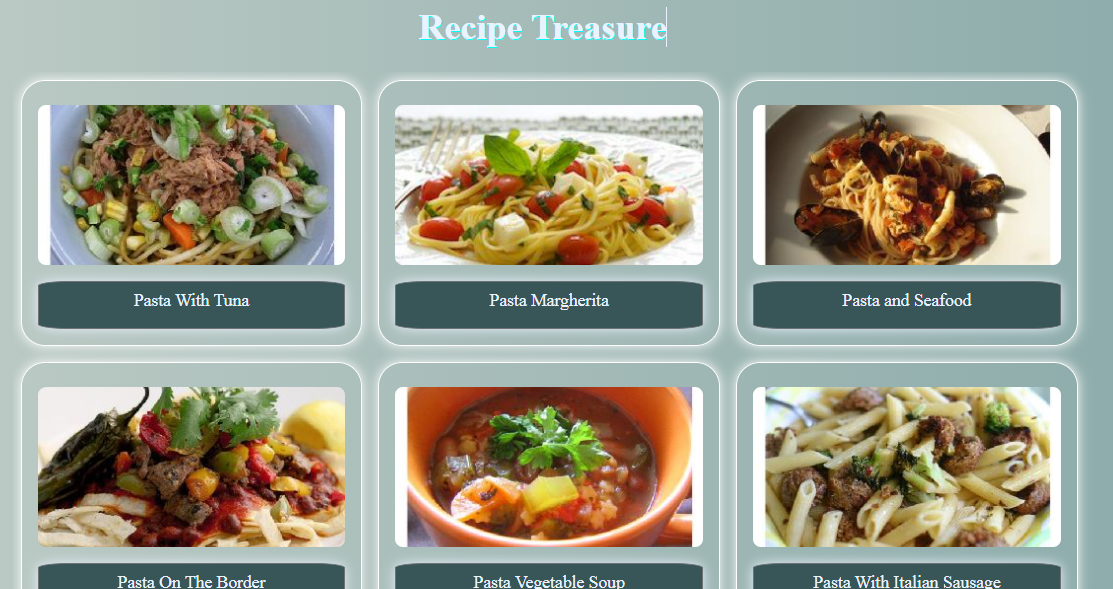 Recipe Treasure
Pasta With Tuna
Pasta Margherita
Pasta and Seafood
Pasta On The Border
Pasta Vegetable Soup
Pasta With Italian Sausage